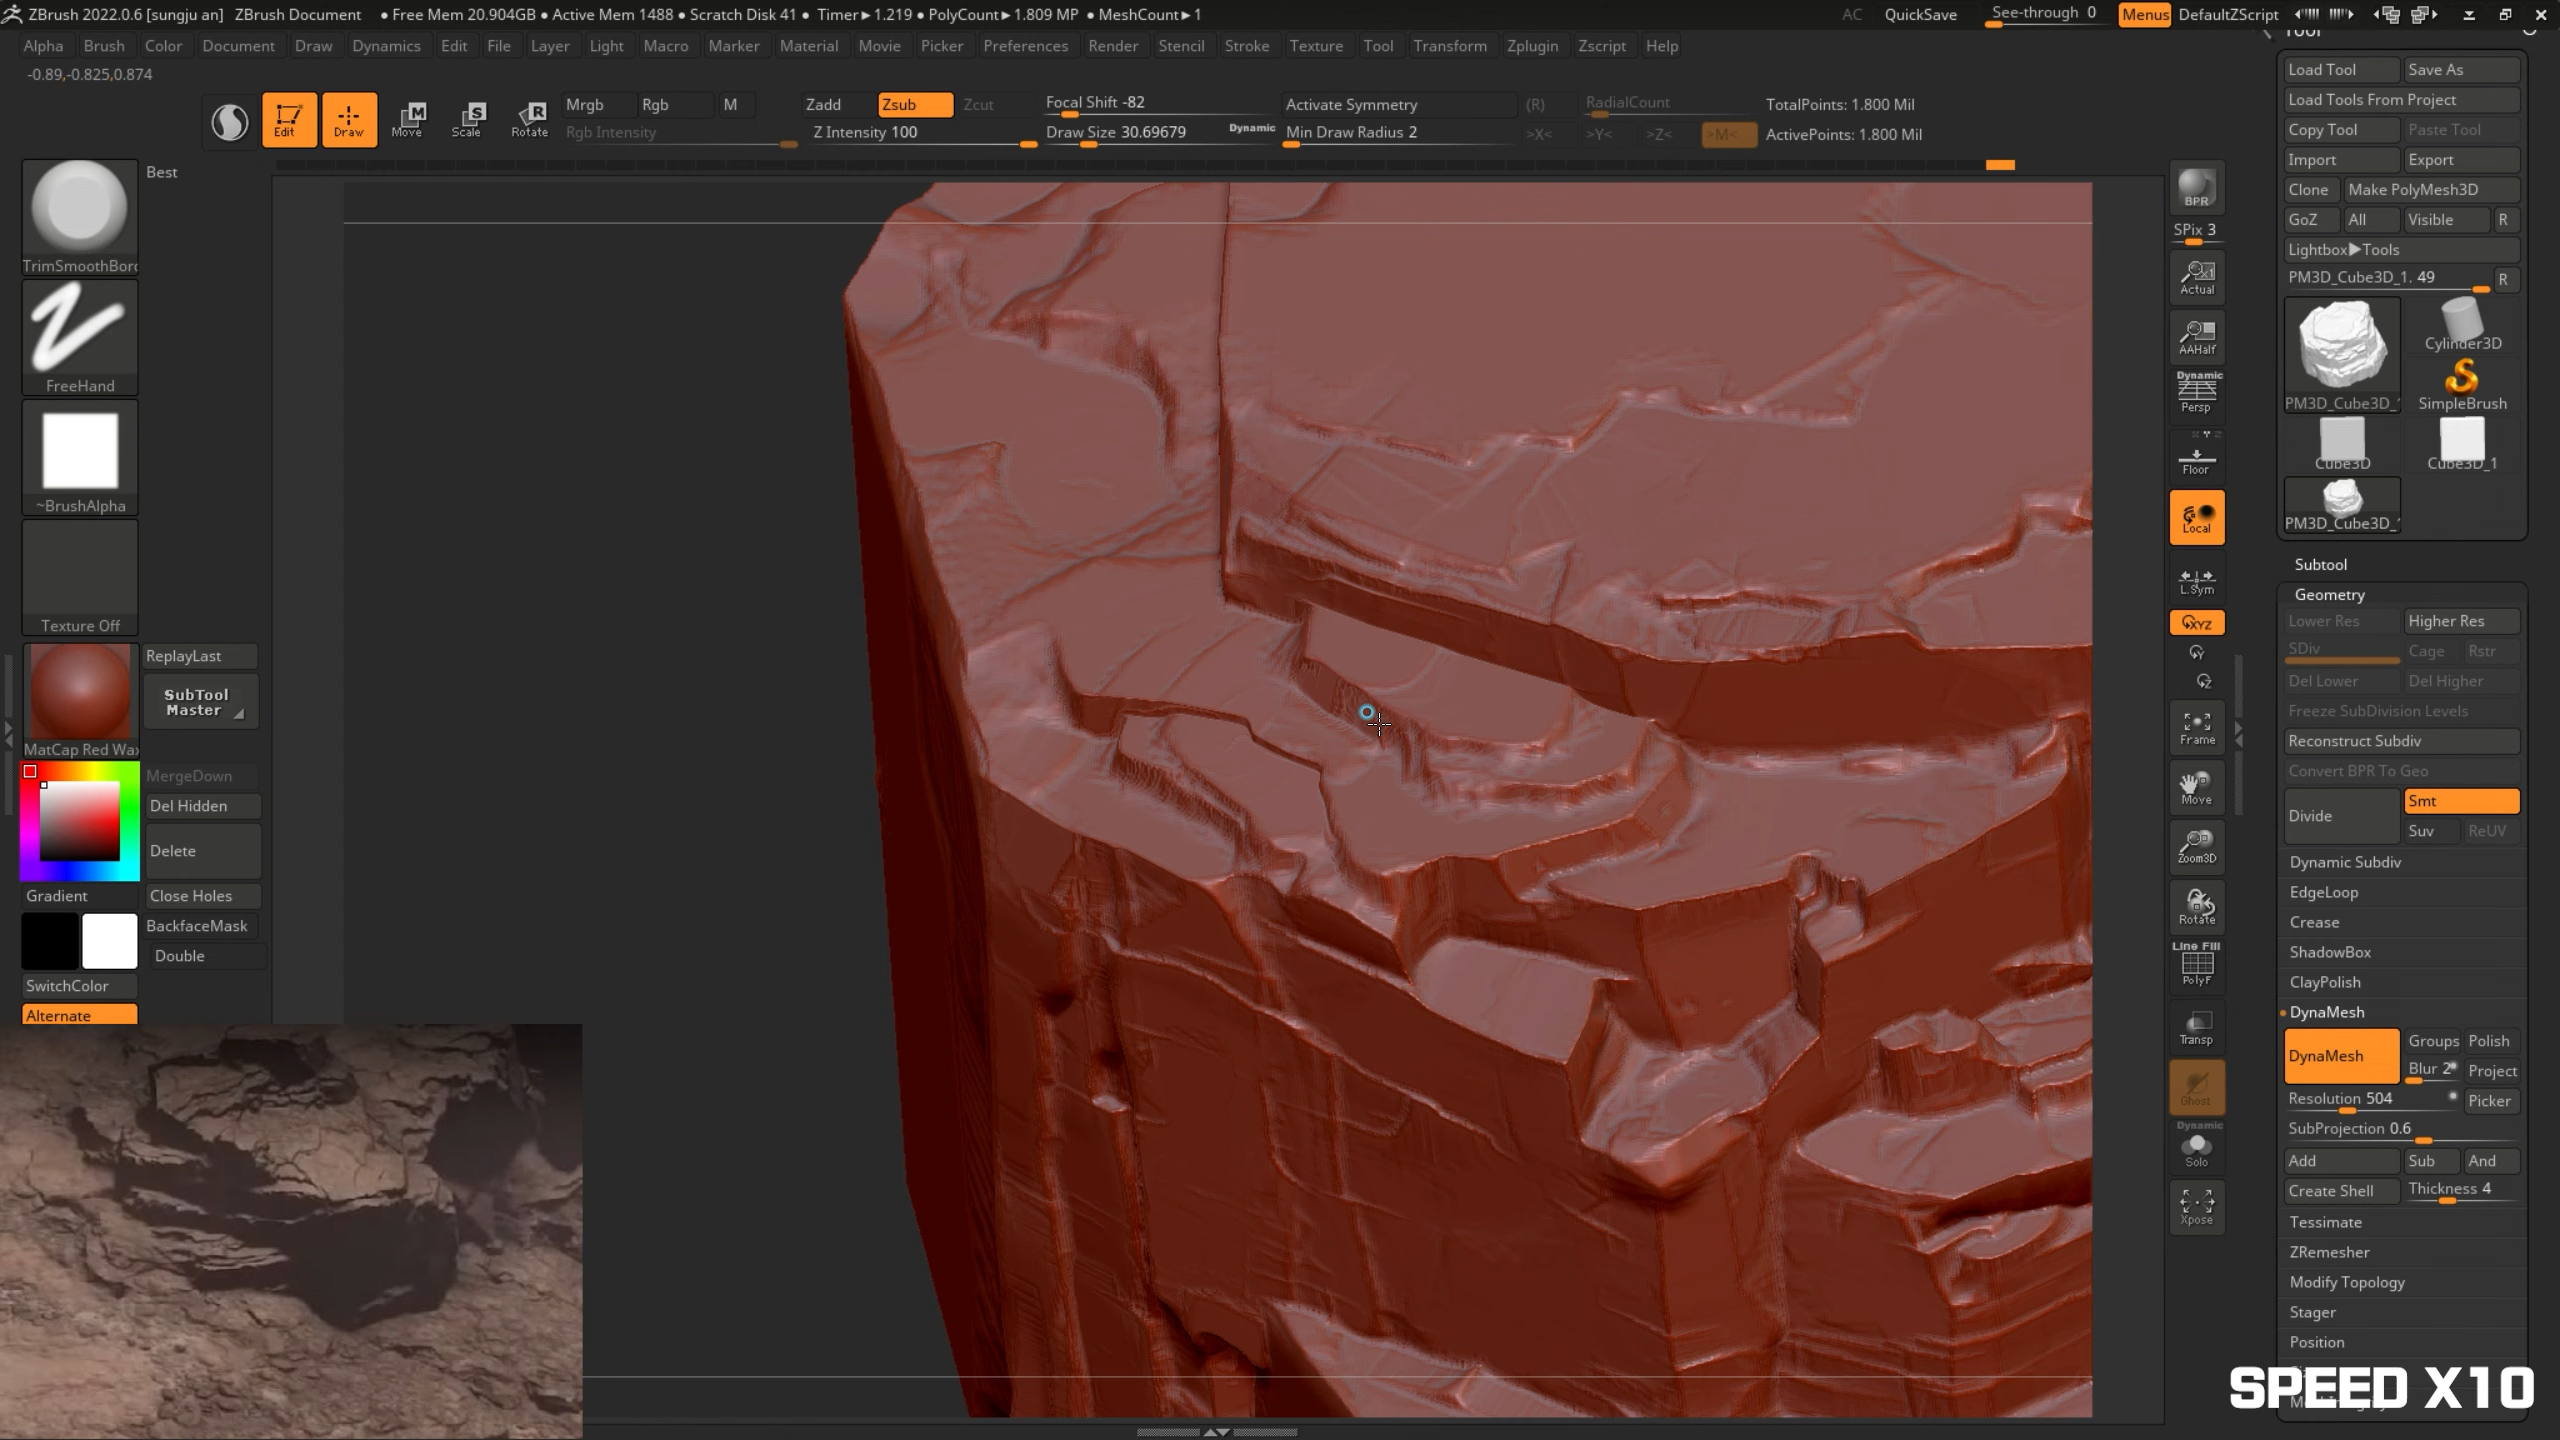 ZBrush 2022.0.6 [sungju an] ZBrush Document • Free Mem 20.904GB • Active Mem 1488 • Scratch Disk 41 • Timer►1.219 • PolyCount►1.809 MP • MeshCount►1 AC QuickSave See-through 0 Menus DefaultZScript
Alpha Brush Color Document Draw Dynamics Edit File Layer Light Macro Marker Material Movie Picker Preferences Render Stencil Stroke Texture Tool Transform Zplugin Zscript Help
-0.89,-0.825,0.874
Edit Draw Move Scale Rotate
Mrgb Rgb M
Rgb Intensity
Zadd Zsub Zcut
Z Intensity 100
Focal Shift -82
Draw Size 30.69679 Dynamic
Activate Symmetry (R) RadialCount
Min Draw Radius 2 >X< >Y< >Z< >M<
TotalPoints: 1.800 Mil
ActivePoints: 1.800 Mil
Best
TrimSmoothBord
FreeHand
~BrushAlpha
Texture Off
MatCap Red Wax
ReplayLast
SubTool
Master
MergeDown
Del Hidden
Delete
Gradient
Close Holes
BackfaceMask
Double
SwitchColor
Alternate
BPR
SPix 3
Actual
AAHalf
Dynamic
Persp
Floor
Local
L.Sym
XYZ
Frame
Move
Zoom3D
Rotate
Line Fill
PolyF
Transp
Ghost
Dynamic
Solo
Xpose
Tool
Load Tool Save As
Load Tools From Project
Copy Tool Paste Tool
Import Export
Clone Make PolyMesh3D
GoZ All Visible R
Lightbox►Tools
PM3D_Cube3D_1. 49 R
Cylinder3D
PM3D_Cube3D_1 SimpleBrush
Cube3D Cube3D_1
PM3D_Cube3D_1
Subtool
Geometry
Lower Res Higher Res
SDiv Cage Rstr
Del Lower Del Higher
Freeze SubDivision Levels
Reconstruct Subdiv
Convert BPR To Geo
Divide Smt
Suv ReUV
Dynamic Subdiv
EdgeLoop
Crease
ShadowBox
ClayPolish
DynaMesh
DynaMesh Groups Polish
Blur 2 Project
Resolution 504 Picker
SubProjection 0.6
Add Sub And
Create Shell Thickness 4
Tessimate
ZRemesher
Modify Topology
Stager
Position
SPEED X10